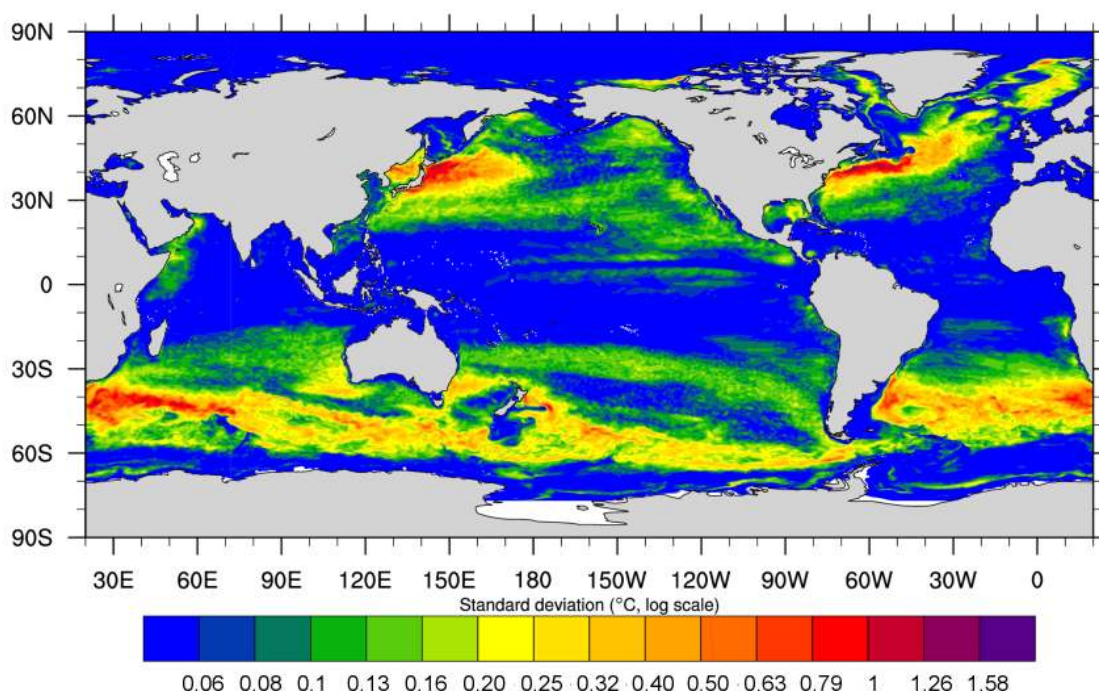 90N
60N
30N
0
30S
60S
90S
30E 60E 90E 120E 150E 180 150W 120W 90W 60W 30W 0
Standard deviation (°C, log scale)
0.06 0.08 0.1 0.13 0.16 0.20 0.25 0.32 0.40 0.50 0.63 0.79 1 1.26 1.58